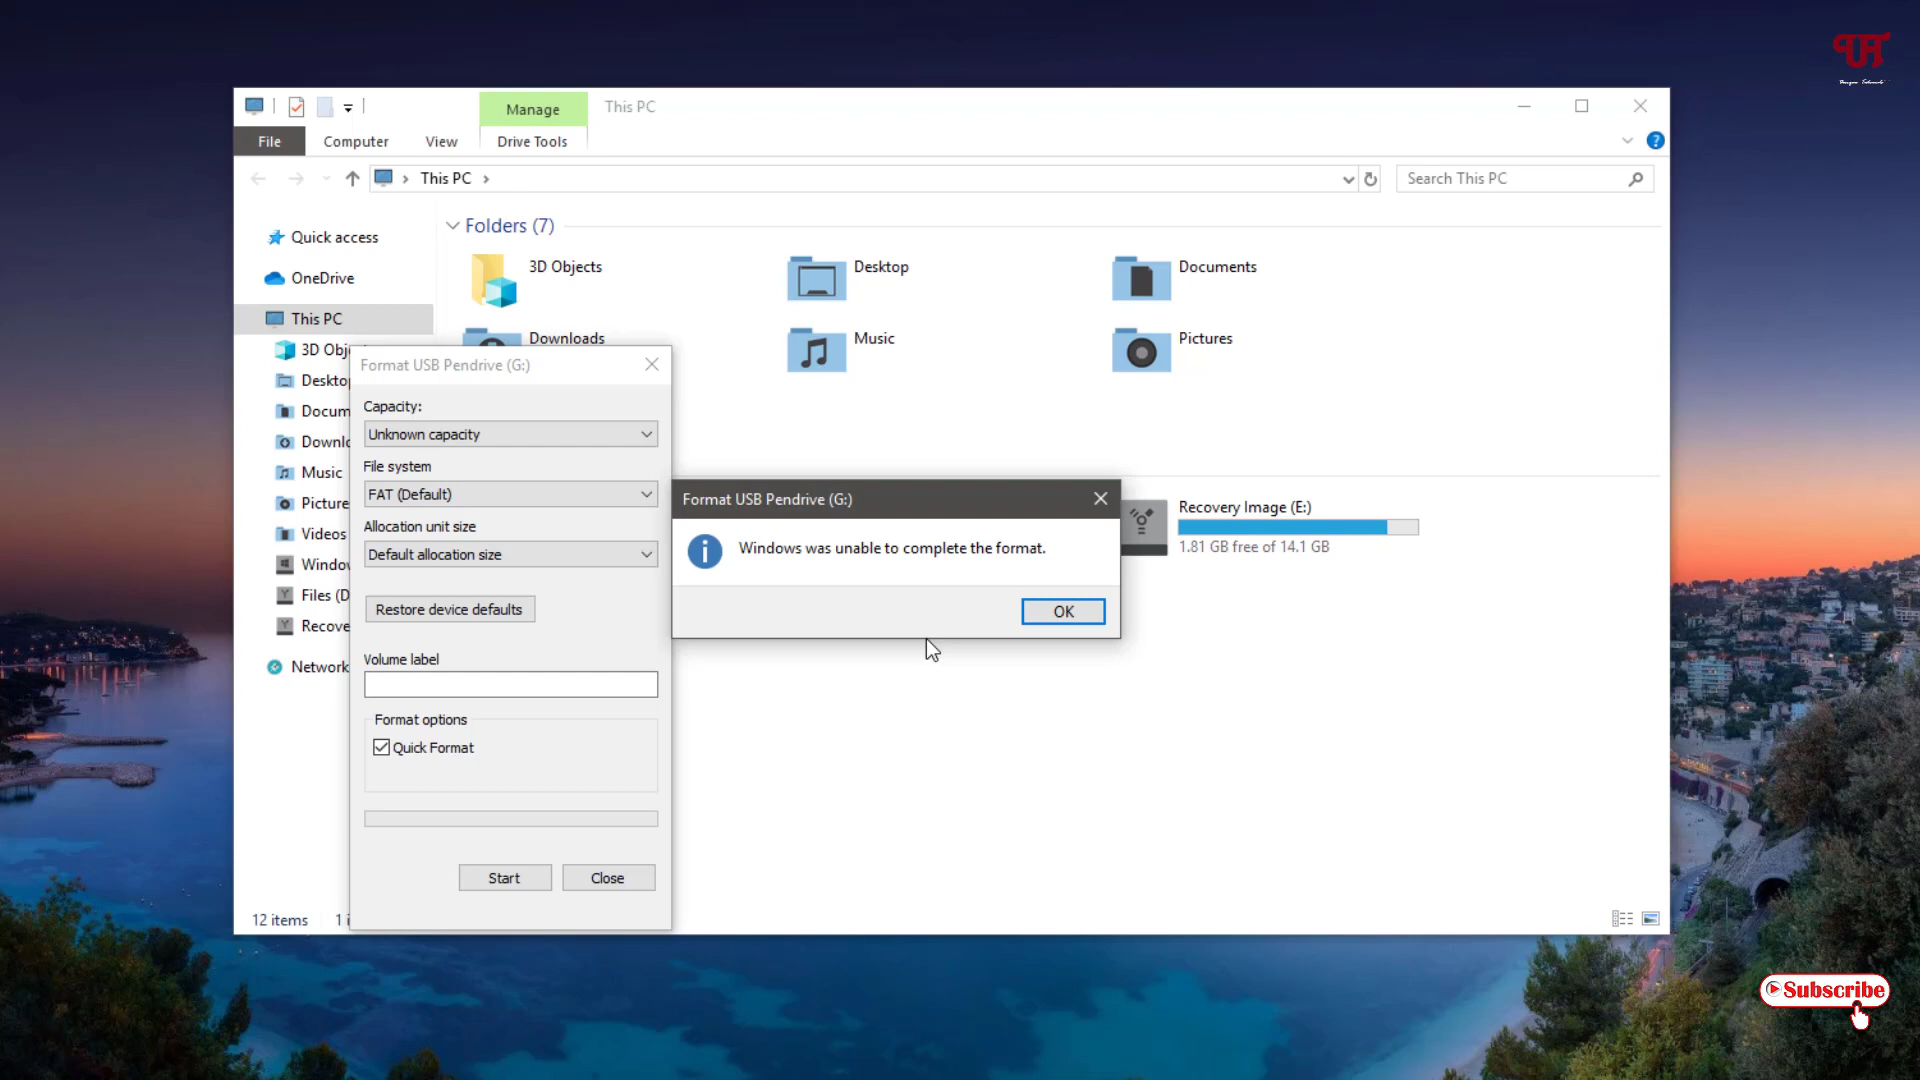 Manage
This PC
File
Computer
View
Drive Tools
This PC
Search This PC
Quick access
OneDrive
This PC
3D Obj
Deskto
Docum
Downlo
Music
Picture
Videos
Windo
Files (D
Recove
Network
Folders (7)
3D Objects
Desktop
Documents
Downloads
Music
Pictures
Recovery Image (E:)
1.81 GB free of 14.1 GB
Format USB Pendrive (G:)
Capacity:
Unknown capacity
File system
FAT (Default)
Allocation unit size
Default allocation size
Restore device defaults
Volume label
Format options
Quick Format
Start
Close
Format USB Pendrive (G:)
Windows was unable to complete the format.
OK
12 items
1 i
Subscribe